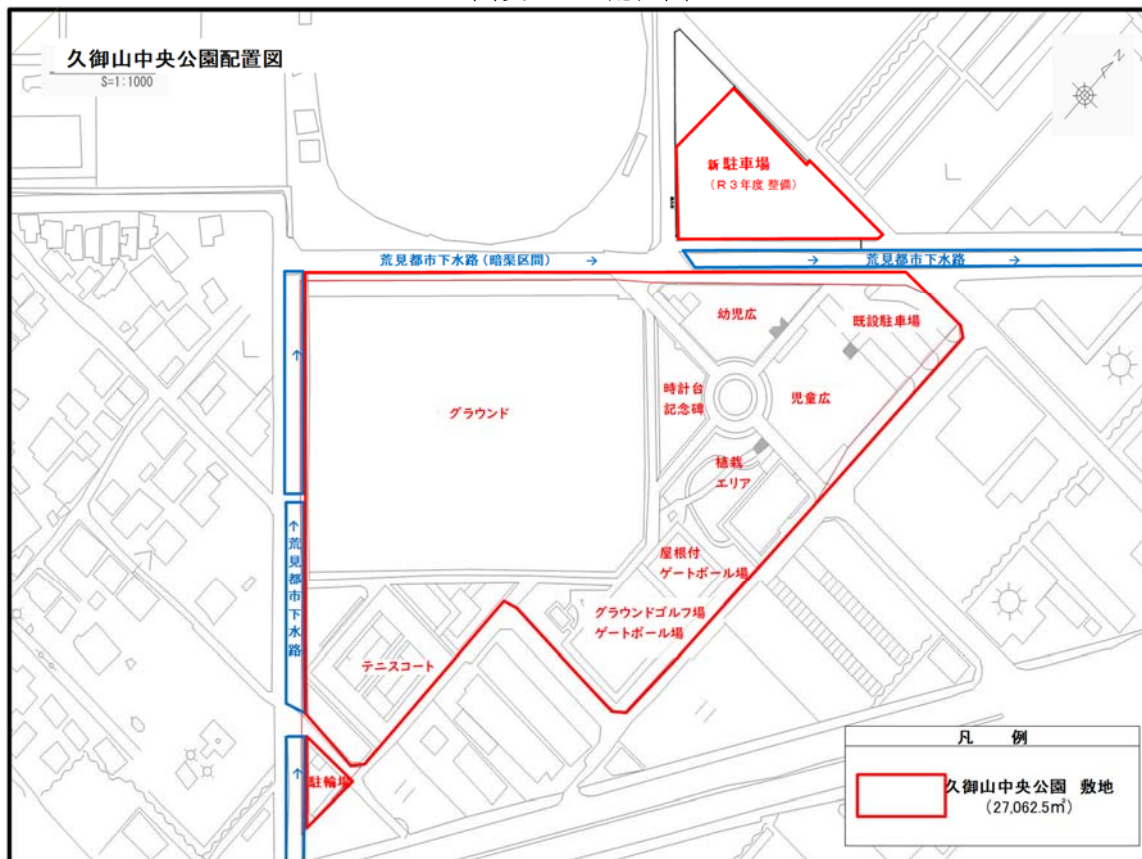 久御山中央公園配置図
S=1:1000
N
新 駐車場
（R３年度 整備）
荒見都市下水路（暗渠区間） →
→ 荒見都市下水路 →
幼児広
既設駐車場
時計台
記念碑
児童広
グラウンド
植栽
エリア
屋根付
ゲートボール場
グラウンドゴルフ場
ゲートボール場
テニスコート
↑
↑荒見都市下水路
↑
駐輪場
凡 例
久御山中央公園 敷地
（27,062.5㎡）